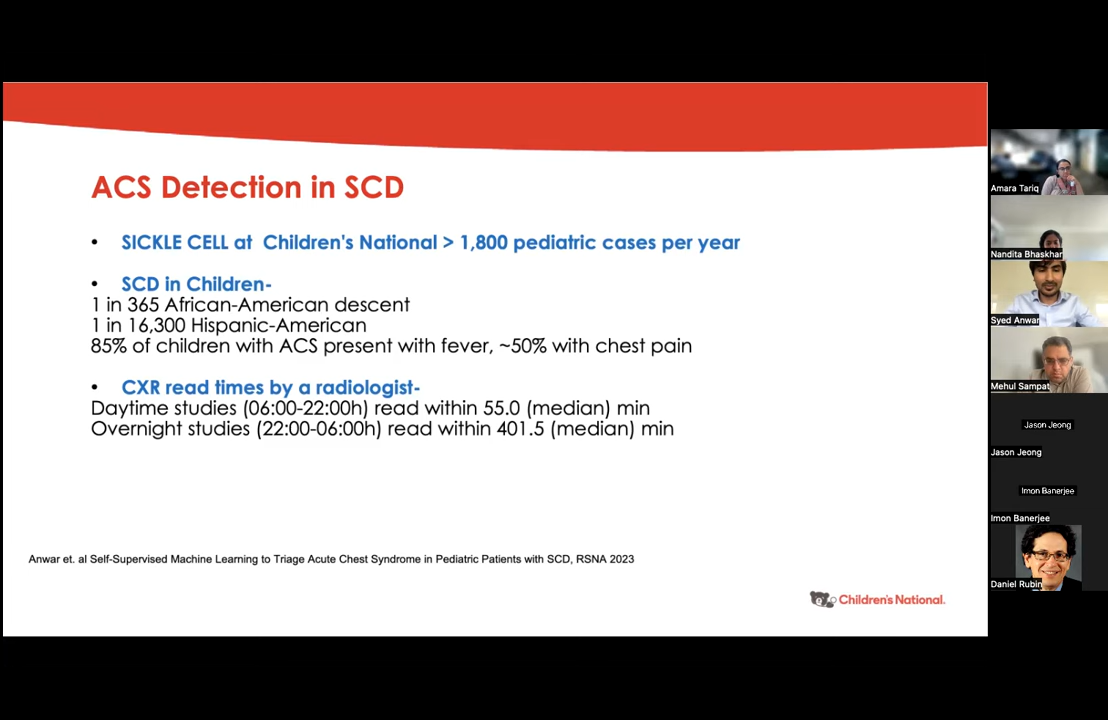 ACS Detection in SCD
• SICKLE CELL at Children's National > 1,800 pediatric cases per year
• SCD in Children-
1 in 365 African-American descent
1 in 16,300 Hispanic-American
85% of children with ACS present with fever, ~50% with chest pain
• CXR read times by a radiologist-
Daytime studies (06:00-22:00h) read within 55.0 (median) min
Overnight studies (22:00-06:00h) read within 401.5 (median) min
Anwar et. al Self-Supervised Machine Learning to Triage Acute Chest Syndrome in Pediatric Patients with SCD, RSNA 2023
Children's National.
Amara Tariq
Nandita Bhaskhar
Syed Anwar
Mehul Sampat
Jason Jeong
Jason Jeong
Imon Banerjee
Imon Banerjee
Daniel Rubin